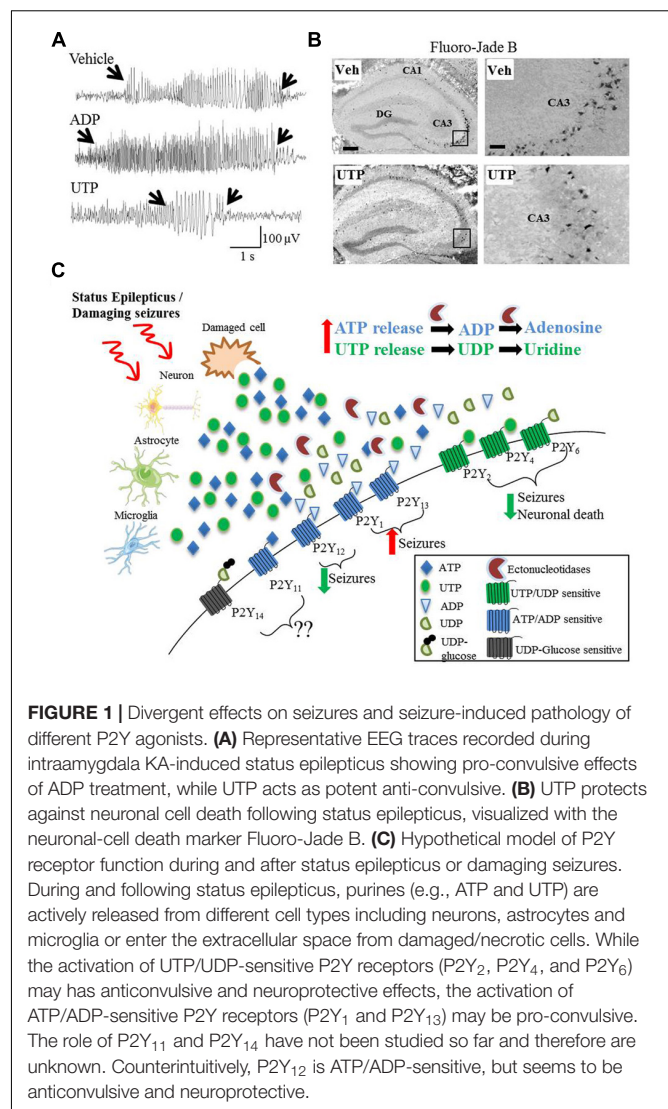 A
Vehicle
ADP
UTP
100 µV
1 s
B
Fluoro-Jade B
Veh
CA1
DG
CA3
Veh
CA3
UTP
UTP
CA3
C
Status Epilepticus /
Damaging seizures
Damaged cell
Neuron
Astrocyte
Microglia
ATP release ADP Adenosine
UTP release UDP Uridine
P2Y14
P2Y11
??
P2Y12
Seizures
P2Y1
P2Y13
Seizures
P2Y2
P2Y4
P2Y6
Seizures
Neuronal death
ATP
UTP
ADP
UDP
UDP-
glucose
Ectonucleotidases
UTP/UDP sensitive
ATP/ADP
sensitive
UDP-Glucose sensitive
FIGURE 1 | Divergent effects on seizures and seizure-induced pathology of
different P2Y agonists. (A) Representative EEG traces recorded during
intraamygdala KA-induced status epilepticus showing pro-convulsive effects
of ADP treatment, while UTP acts as potent anti-convulsive. (B) UTP protects
against neuronal cell death following status epilepticus, visualized with the
neuronal-cell death marker Fluoro-Jade B. (C) Hypothetical model of P2Y
receptor function during and after status epilepticus or damaging seizures.
During and following status epilepticus, purines (e.g., ATP and UTP) are
actively released from different cell types including neurons, astrocytes and
microglia or enter the extracellular space from damaged/necrotic cells. While
the activation of UTP/UDP-sensitive P2Y receptors (P2Y2, P2Y4, and P2Y6)
may has anticonvulsive and neuroprotective effects, the activation of
ATP/ADP-sensitive P2Y receptors (P2Y1 and P2Y13) may be pro-convulsive.
The role of P2Y11 and P2Y14 have not been studied so far and therefore are
unknown. Counterintuitively, P2Y12 is ATP/ADP-sensitive, but seems to be
anticonvulsive and neuroprotective.